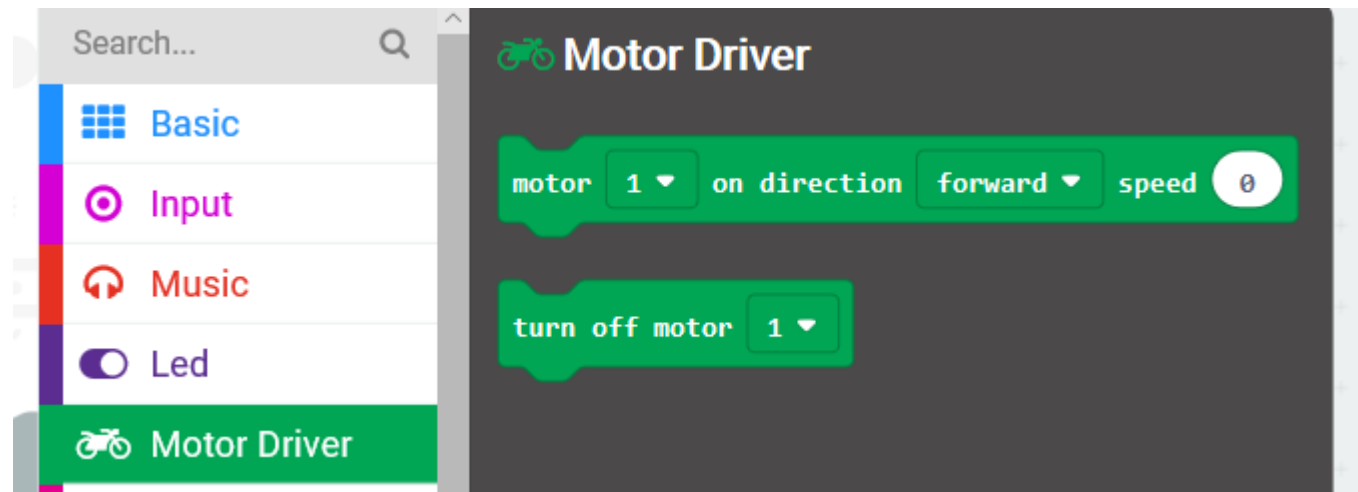 Search...
Basic
Input
Music
Led
Motor Driver
Motor Driver
motor 1 on direction forward speed 0
turn off motor 1